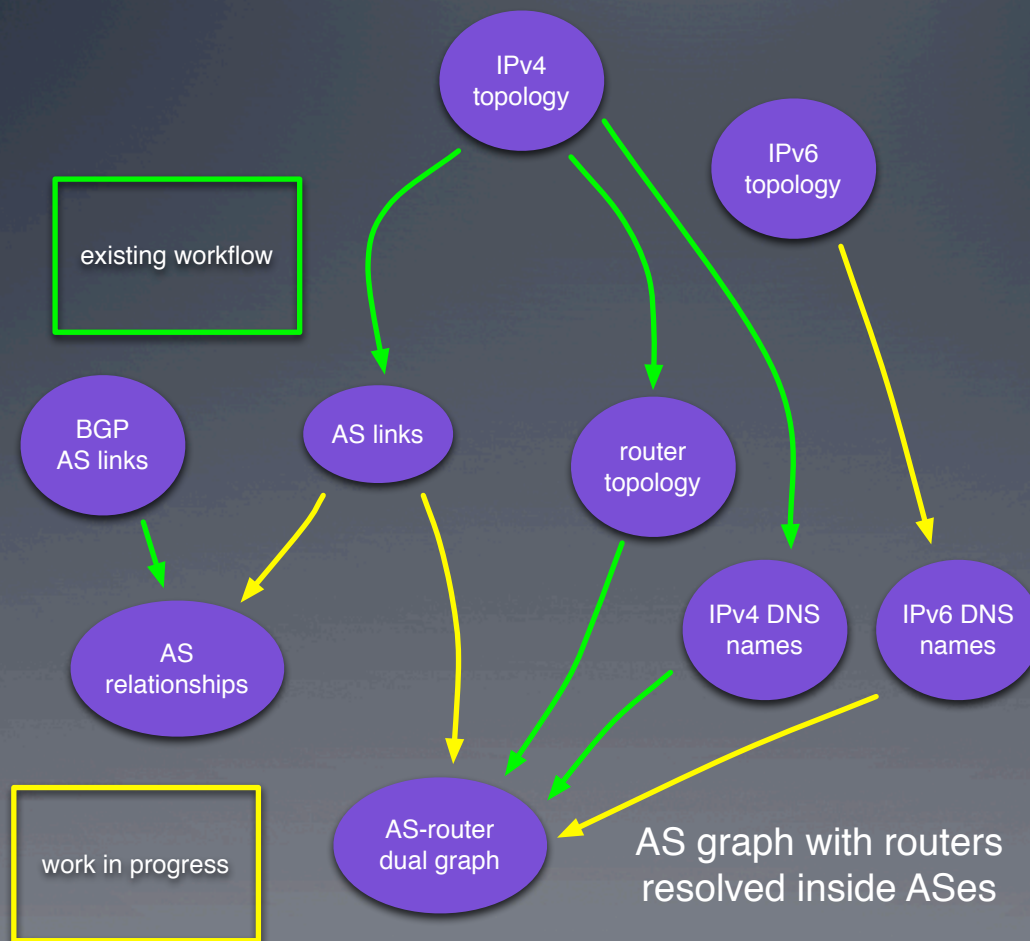 IPv4
topology
IPv6
topology
existing workflow
BGP
AS links
AS links
router
topology
IPv4 DNS
names
IPv6 DNS
names
AS
relationships
AS-router
dual graph
work in progress
AS graph with routers
resolved inside ASes